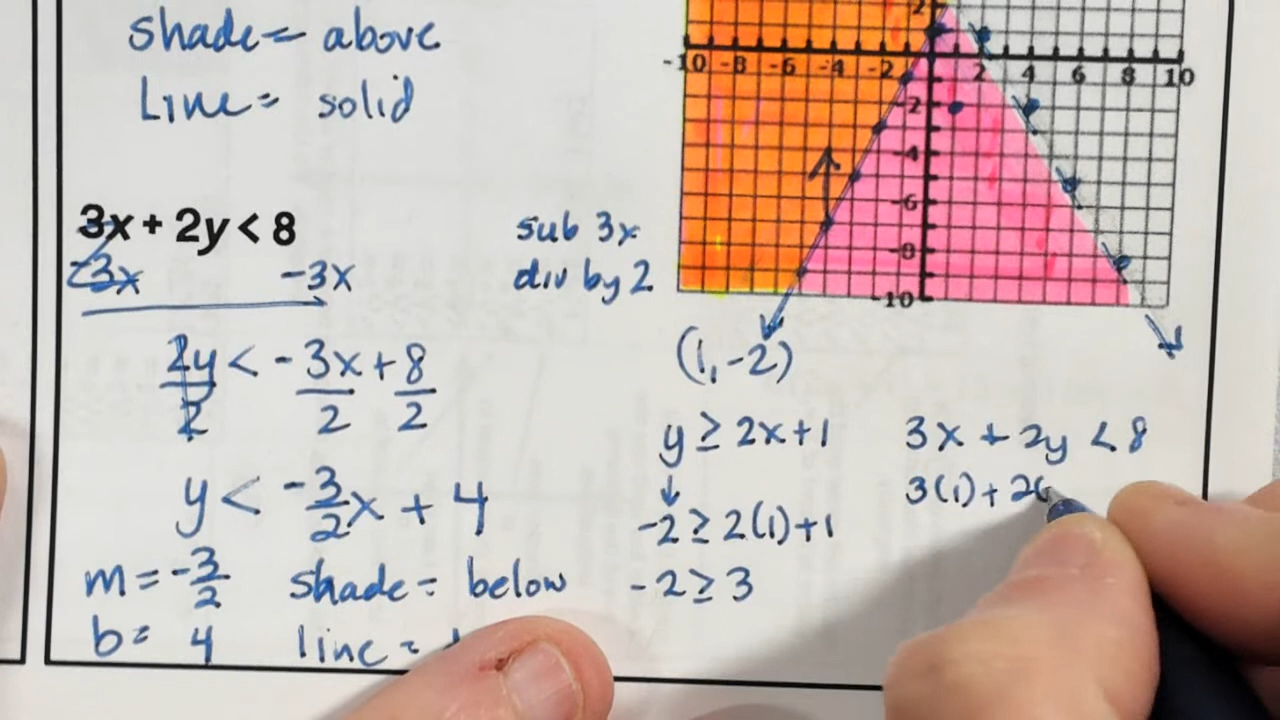 shade = above
Line = solid
3x + 2y < 8
-3x -3x
sub 3x
div by 2
2y < -3x + 8
2 2 2
y < -3/2 x + 4
m = -3/2 shade = below
b = 4 line =
2
-10 -8 -6 -4 -2 2 4 6 8 10
-2
-4
-6
-8
-10
(1, -2)
y ≥ 2x + 1
-2 ≥ 2(1) + 1
-2 ≥ 3
3x + 2y < 8
3(1) + 2(